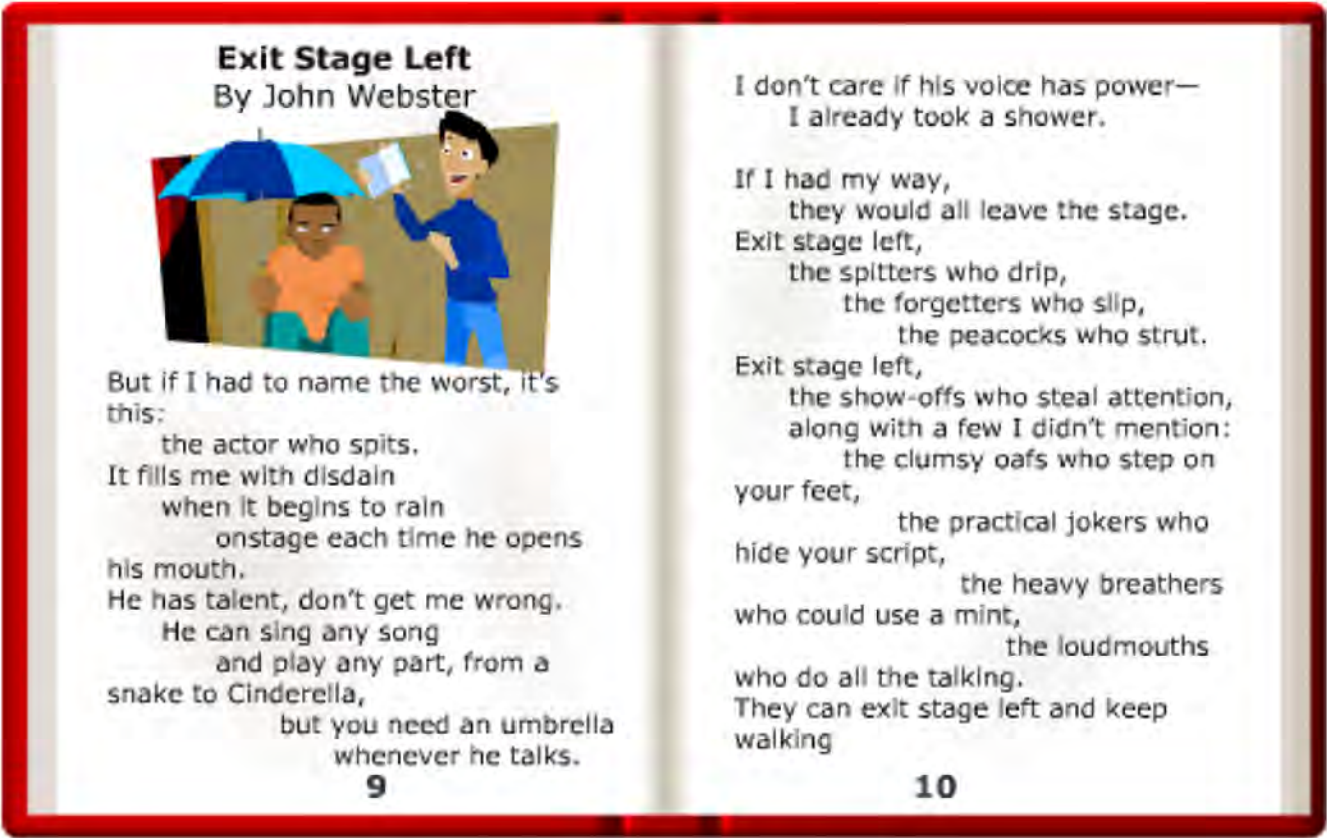 Exit Stage Left
By John Webster
But if I had to name the worst, it's
this:
the actor who spits.
It fills me with disdain
when it begins to rain
onstage each time he opens
his mouth.
He has talent, don't get me wrong.
He can sing any song
and play any part, from a
snake to Cinderella,
but you need an umbrella
whenever he talks.
9
I don't care if his voice has power—
I already took a shower.
If I had my way,
they would all leave the stage.
Exit stage left,
the spitters who drip,
the forgetters who slip,
the peacocks who strut.
Exit stage left,
the show-offs who steal attention,
along with a few I didn't mention:
the clumsy oafs who step on
your feet,
the practical jokers who
hide your script,
the heavy breathers
who could use a mint,
the loudmouths
who do all the talking.
They can exit stage left and keep
walking
10